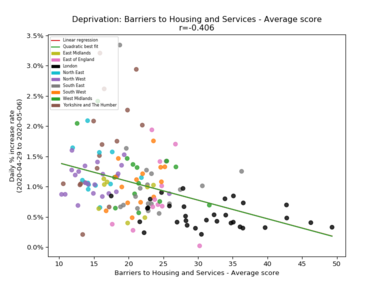 Deprivation: Barriers to Housing and Services - Average score
r=-0.406
Daily % increase rate
(2020-04-29 to 2020-05-06)
3.5%
3.0%
2.5%
2.0%
1.5%
1.0%
0.5%
0.0%
Linear regression
Quadratic best fit
East Midlands
East of England
London
North East
North West
South East
South West
West Midlands
Yorkshire and The Humber
10 15 20 25 30 35 40 45 50
Barriers to Housing and Services - Average score